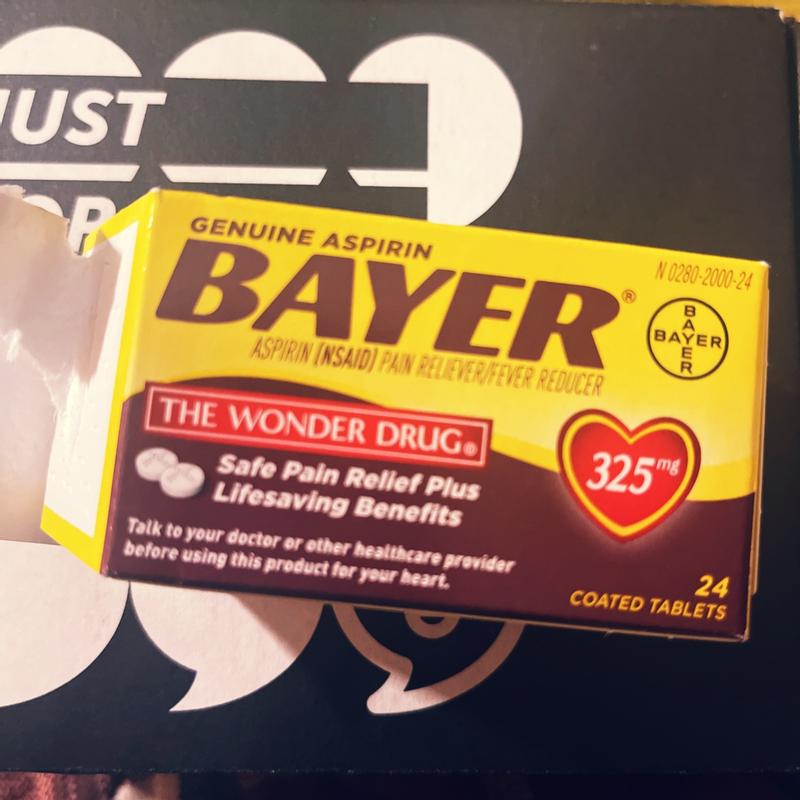 JUST
GENUINE ASPIRIN
BAYER®
N 0280-2000-24
BAYER
BAYER
ASPIRIN (NSAID) PAIN RELIEVER/FEVER REDUCER
THE WONDER DRUG®
325mg
Safe Pain Relief Plus
Lifesaving Benefits
Talk to your doctor or other healthcare provider
before using this product for your heart.
24
COATED TABLETS